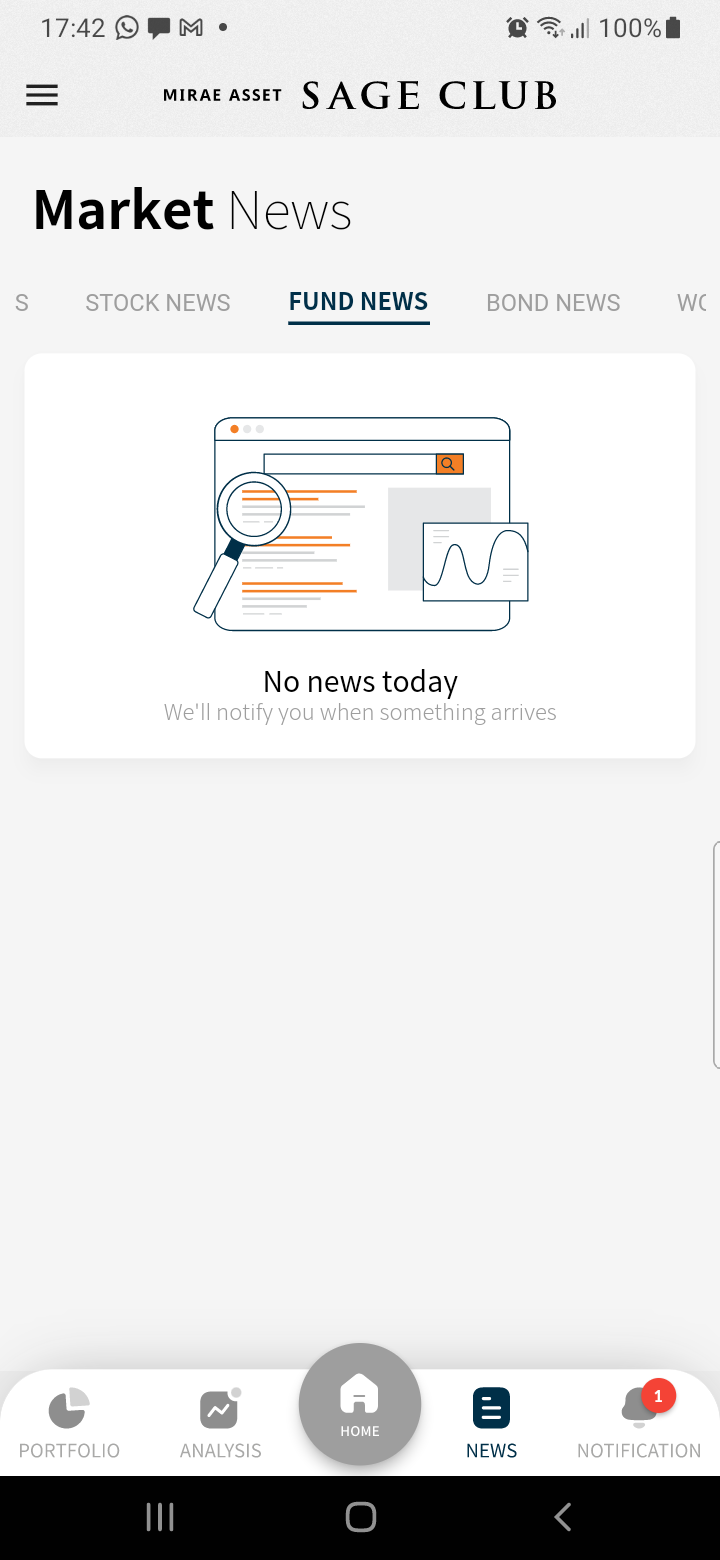 17:42 100%
MIRAE ASSET SAGE CLUB
Market News
S STOCK NEWS FUND NEWS BOND NEWS WO
No news today
We'll notify you when something arrives
1
HOME
PORTFOLIO ANALYSIS NEWS NOTIFICATION